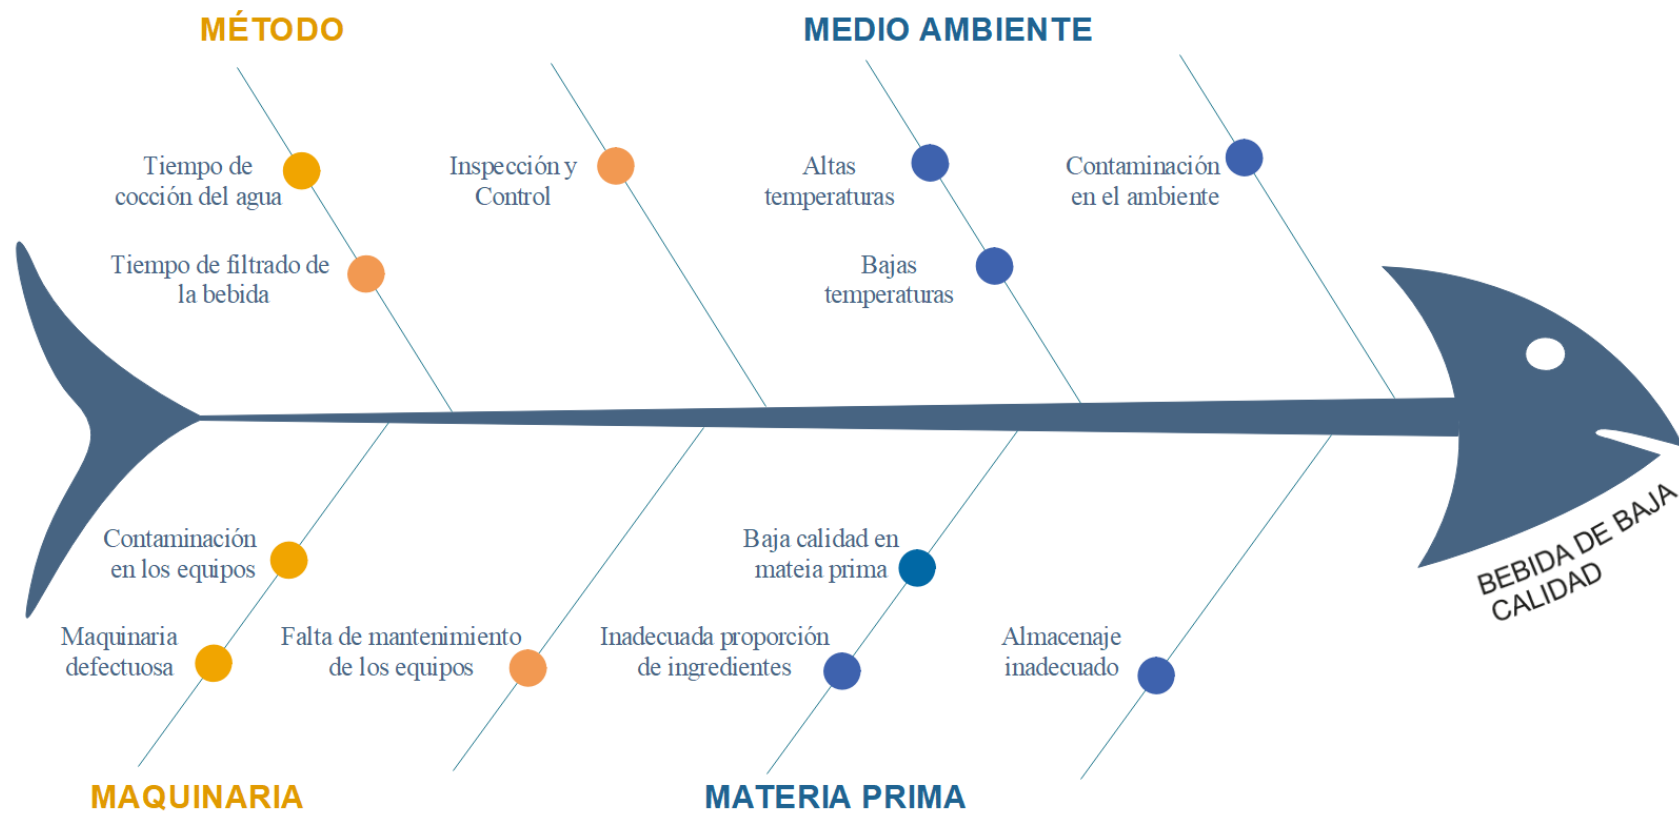 MÉTODO
MEDIO AMBIENTE
Tiempo de
cocción del agua
Inspección y
Control
Altas
temperaturas
Contaminación
en el ambiente
Tiempo de filtrado de
la bebida
Bajas
temperaturas
Contaminación
en los equipos
Baja calidad en
mateia prima
BEBIDA DE BAJA
CALIDAD
Maquinaria
defectuosa
Falta de mantenimiento
de los equipos
Inadecuada proporción
de ingredientes
Almacenaje
inadecuado
MAQUINARIA
MATERIA PRIMA